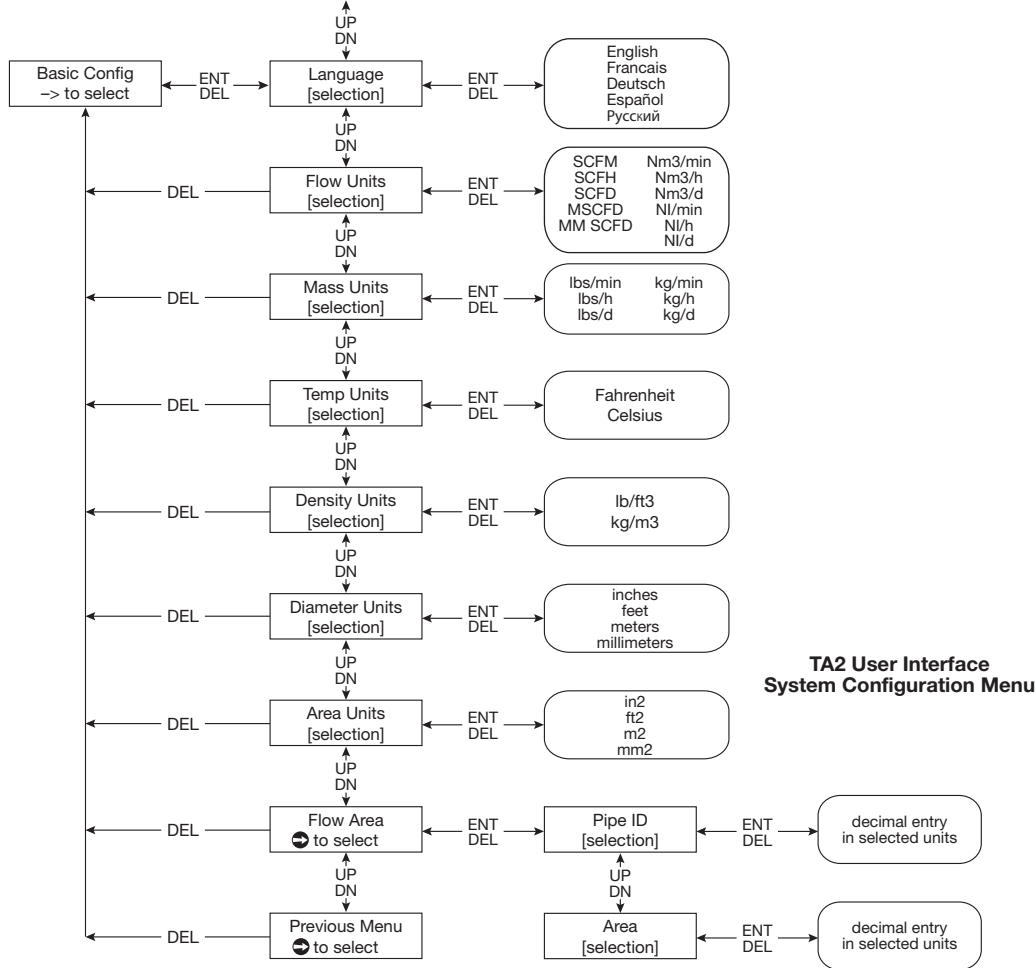 UP
DN
Basic Config
–> to select
ENT
DEL
Language
[selection]
ENT
DEL
English
Francais
Deutsch
Español
Русский
UP
DN
DEL
Flow Units
[selection]
ENT
DEL
SCFM Nm3/min
SCFH Nm3/h
SCFD Nm3/d
MSCFD Nl/min
MM SCFD Nl/h
Nl/d
UP
DN
DEL
Mass Units
[selection]
ENT
DEL
lbs/min kg/min
lbs/h kg/h
lbs/d kg/d
UP
DN
DEL
Temp Units
[selection]
ENT
DEL
Fahrenheit
Celsius
UP
DN
DEL
Density Units
[selection]
ENT
DEL
lb/ft3
kg/m3
UP
DN
DEL
Diameter Units
[selection]
ENT
DEL
inches
feet
meters
millimeters
TA2 User Interface
System Configuration Menu
UP
DN
DEL
Area Units
[selection]
ENT
DEL
in2
ft2
m2
mm2
UP
DN
DEL
Flow Area
➔ to select
ENT
DEL
Pipe ID
[selection]
ENT
DEL
decimal entry
in selected units
UP
DN
UP
DN
DEL
Previous Menu
➔ to select
Area
[selection]
ENT
DEL
decimal entry
in selected units